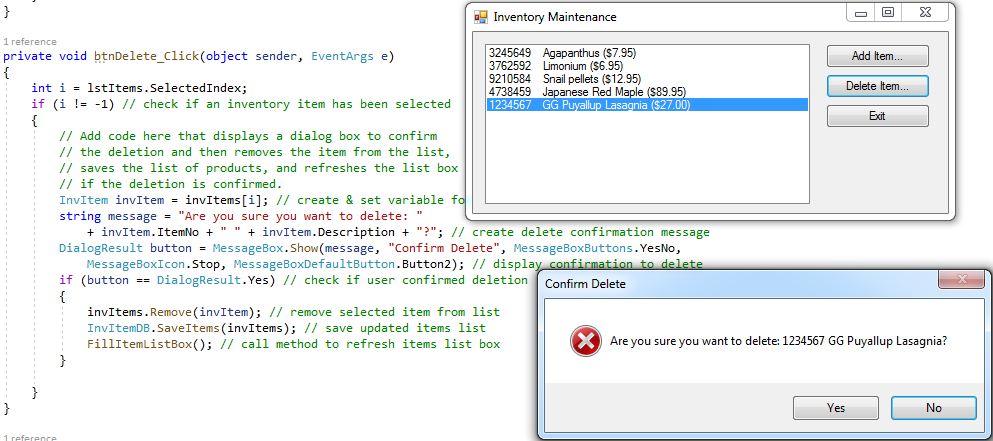 }
1 reference
private void btnDelete_Click(object sender, EventArgs e)
{
int i = lstItems.SelectedIndex;
if (i != -1) // check if an inventory item has been selected
{
// Add code here that displays a dialog box to confirm
// the deletion and then removes the item from the list,
// saves the list of products, and refreshes the list box
// if the deletion is confirmed.
InvItem invItem = invItems[i]; // create & set variable
string message = "Are you sure you want to delete: "
+ invItem.ItemNo + " " + invItem.Description + "?"; // create delete confirmation message
DialogResult button = MessageBox.Show(message, "Confirm Delete", MessageBoxButtons.YesNo,
MessageBoxIcon.Stop, MessageBoxDefaultButton.Button2); // display confirmation to delete
if (button == DialogResult.Yes) // check if user confirmed deletion
{
invItems.Remove(invItem); // remove selected item from list
InvItemDB.SaveItems(invItems); // save updated items list
FillItemListBox(); // call method to refresh items list box
}
}
}
1 reference
Inventory Maintenance
3245649 Agapanthus ($7.95)
3762592 Limonium ($6.95)
9210584 Snail pellets ($12.95)
4738459 Japanese Red Maple ($89.95)
1234567 GG Puyallup Lasagnia ($27.00)
Add Item...
Delete Item...
Exit
Confirm Delete
Are you sure you want to delete: 1234567 GG Puyallup Lasagnia?
Yes
No